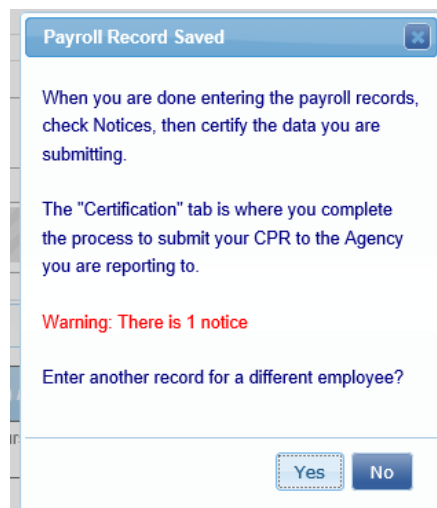 Payroll Record Saved
When you are done entering the payroll records,
check Notices, then certify the data you are
submitting.
The "Certification" tab is where you complete
the process to submit your CPR to the Agency
you are reporting to.
Warning: There is 1 notice
Enter another record for a different employee?
Yes No